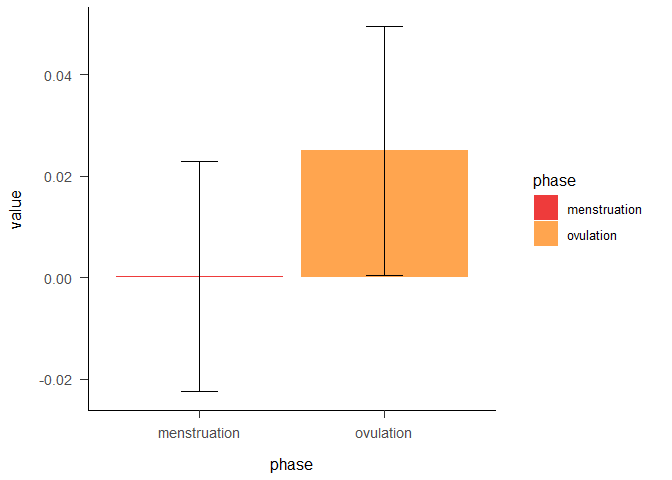 0.04
0.02
0.00
-0.02
value
menstruation
ovulation
phase
phase
menstruation
ovulation